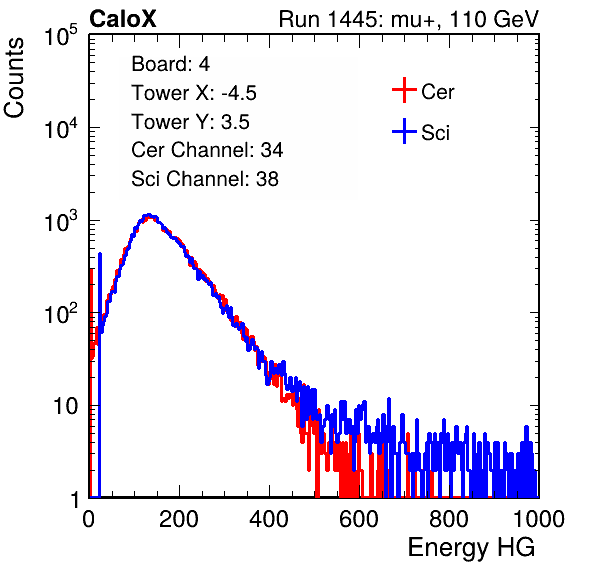 CaloX Run 1445: mu+, 110 GeV
Counts
Board: 4
Tower X: -4.5
Tower Y: 3.5
Cer Channel: 34
Sci Channel: 38
Cer
Sci
10^5
10^4
10^3
10^2
10
1
0 200 400 600 800 1000
Energy HG